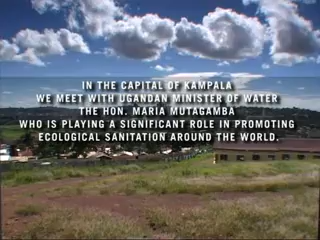 IN THE CAPITAL OF KAMPALA
WE MEET WITH UGANDAN MINISTER OF WATER
THE HON. MARIA MUTAGAMBA
WHO IS PLAYING A SIGNIFICANT ROLE IN PROMOTING
ECOLOGICAL SANITATION AROUND THE WORLD.